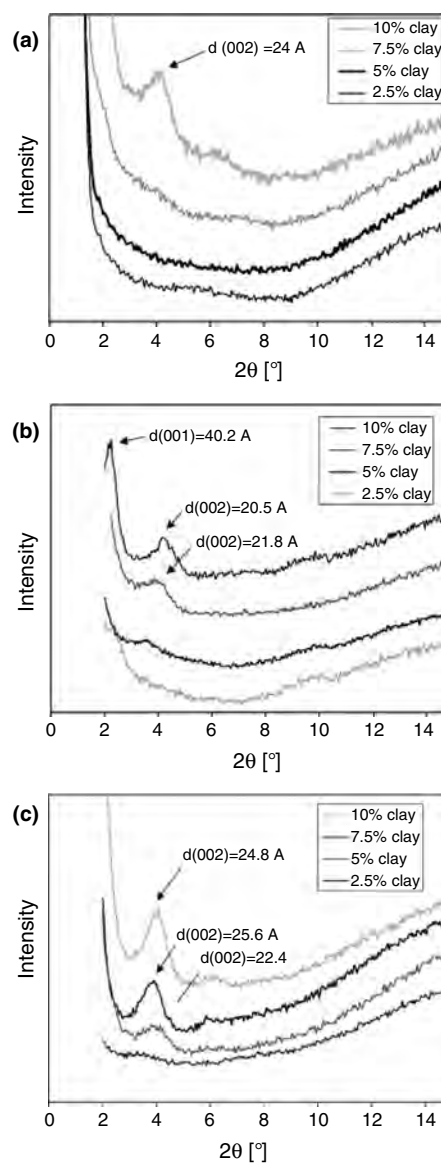 (a)
d (002) =24 A
10% clay
7.5% clay
5% clay
2.5% clay
Intensity
0 2 4 6 8 10 12 14
2θ [°]
(b)
d(001)=40.2 A
d(002)=20.5 A
d(002)=21.8 A
10% clay
7.5% clay
5% clay
2.5% clay
Intensity
0 2 4 6 8 10 12 14
2θ [°]
(c)
d(002)=24.8 A
d(002)=25.6 A
d(002)=22.4
10% clay
7.5% clay
5% clay
2.5% clay
Intensity
0 2 4 6 8 10 12 14
2θ [°]